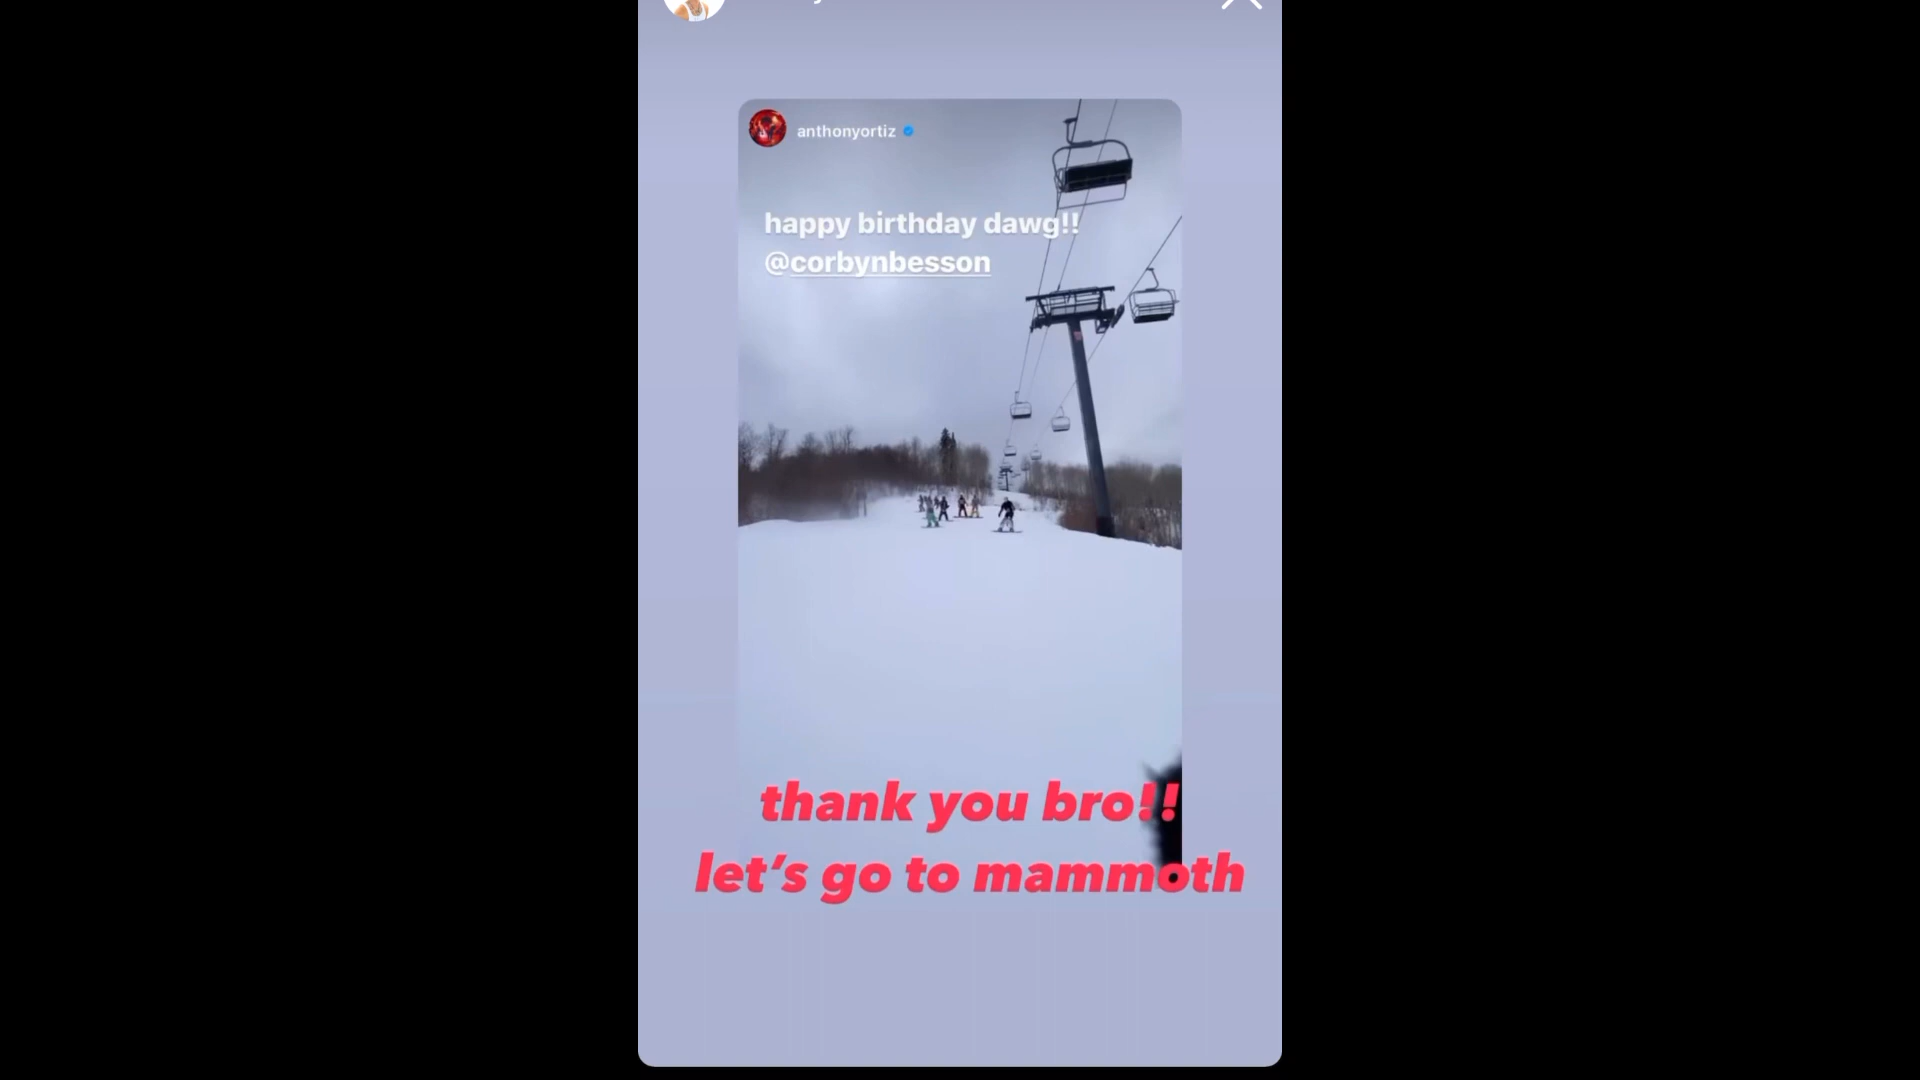 anthonyortiz
happy birthday dawg!!
@corbynbesson
thank you bro!!
let's go to mammoth